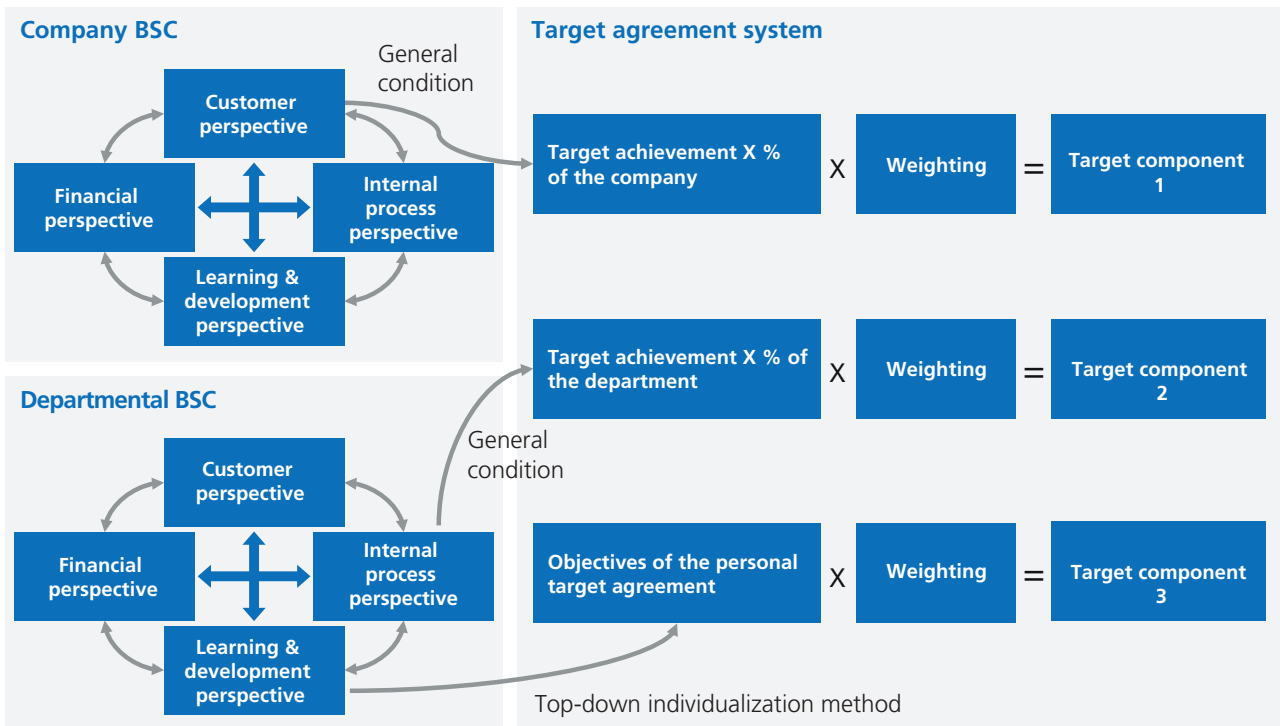 Company BSC
General
condition
Customer
perspective
Financial
perspective
Internal
process
perspective
Learning &
development
perspective
Departmental BSC
General
condition
Customer
perspective
Financial
perspective
Internal
process
perspective
Learning &
development
perspective
Target agreement system
Target achievement X %
of the company
X
Weighting
=
Target component
1
Target achievement X % of
the department
X
Weighting
=
Target component
2
Objectives of the personal
target agreement
X
Weighting
=
Target component
3
Top-down individualization method